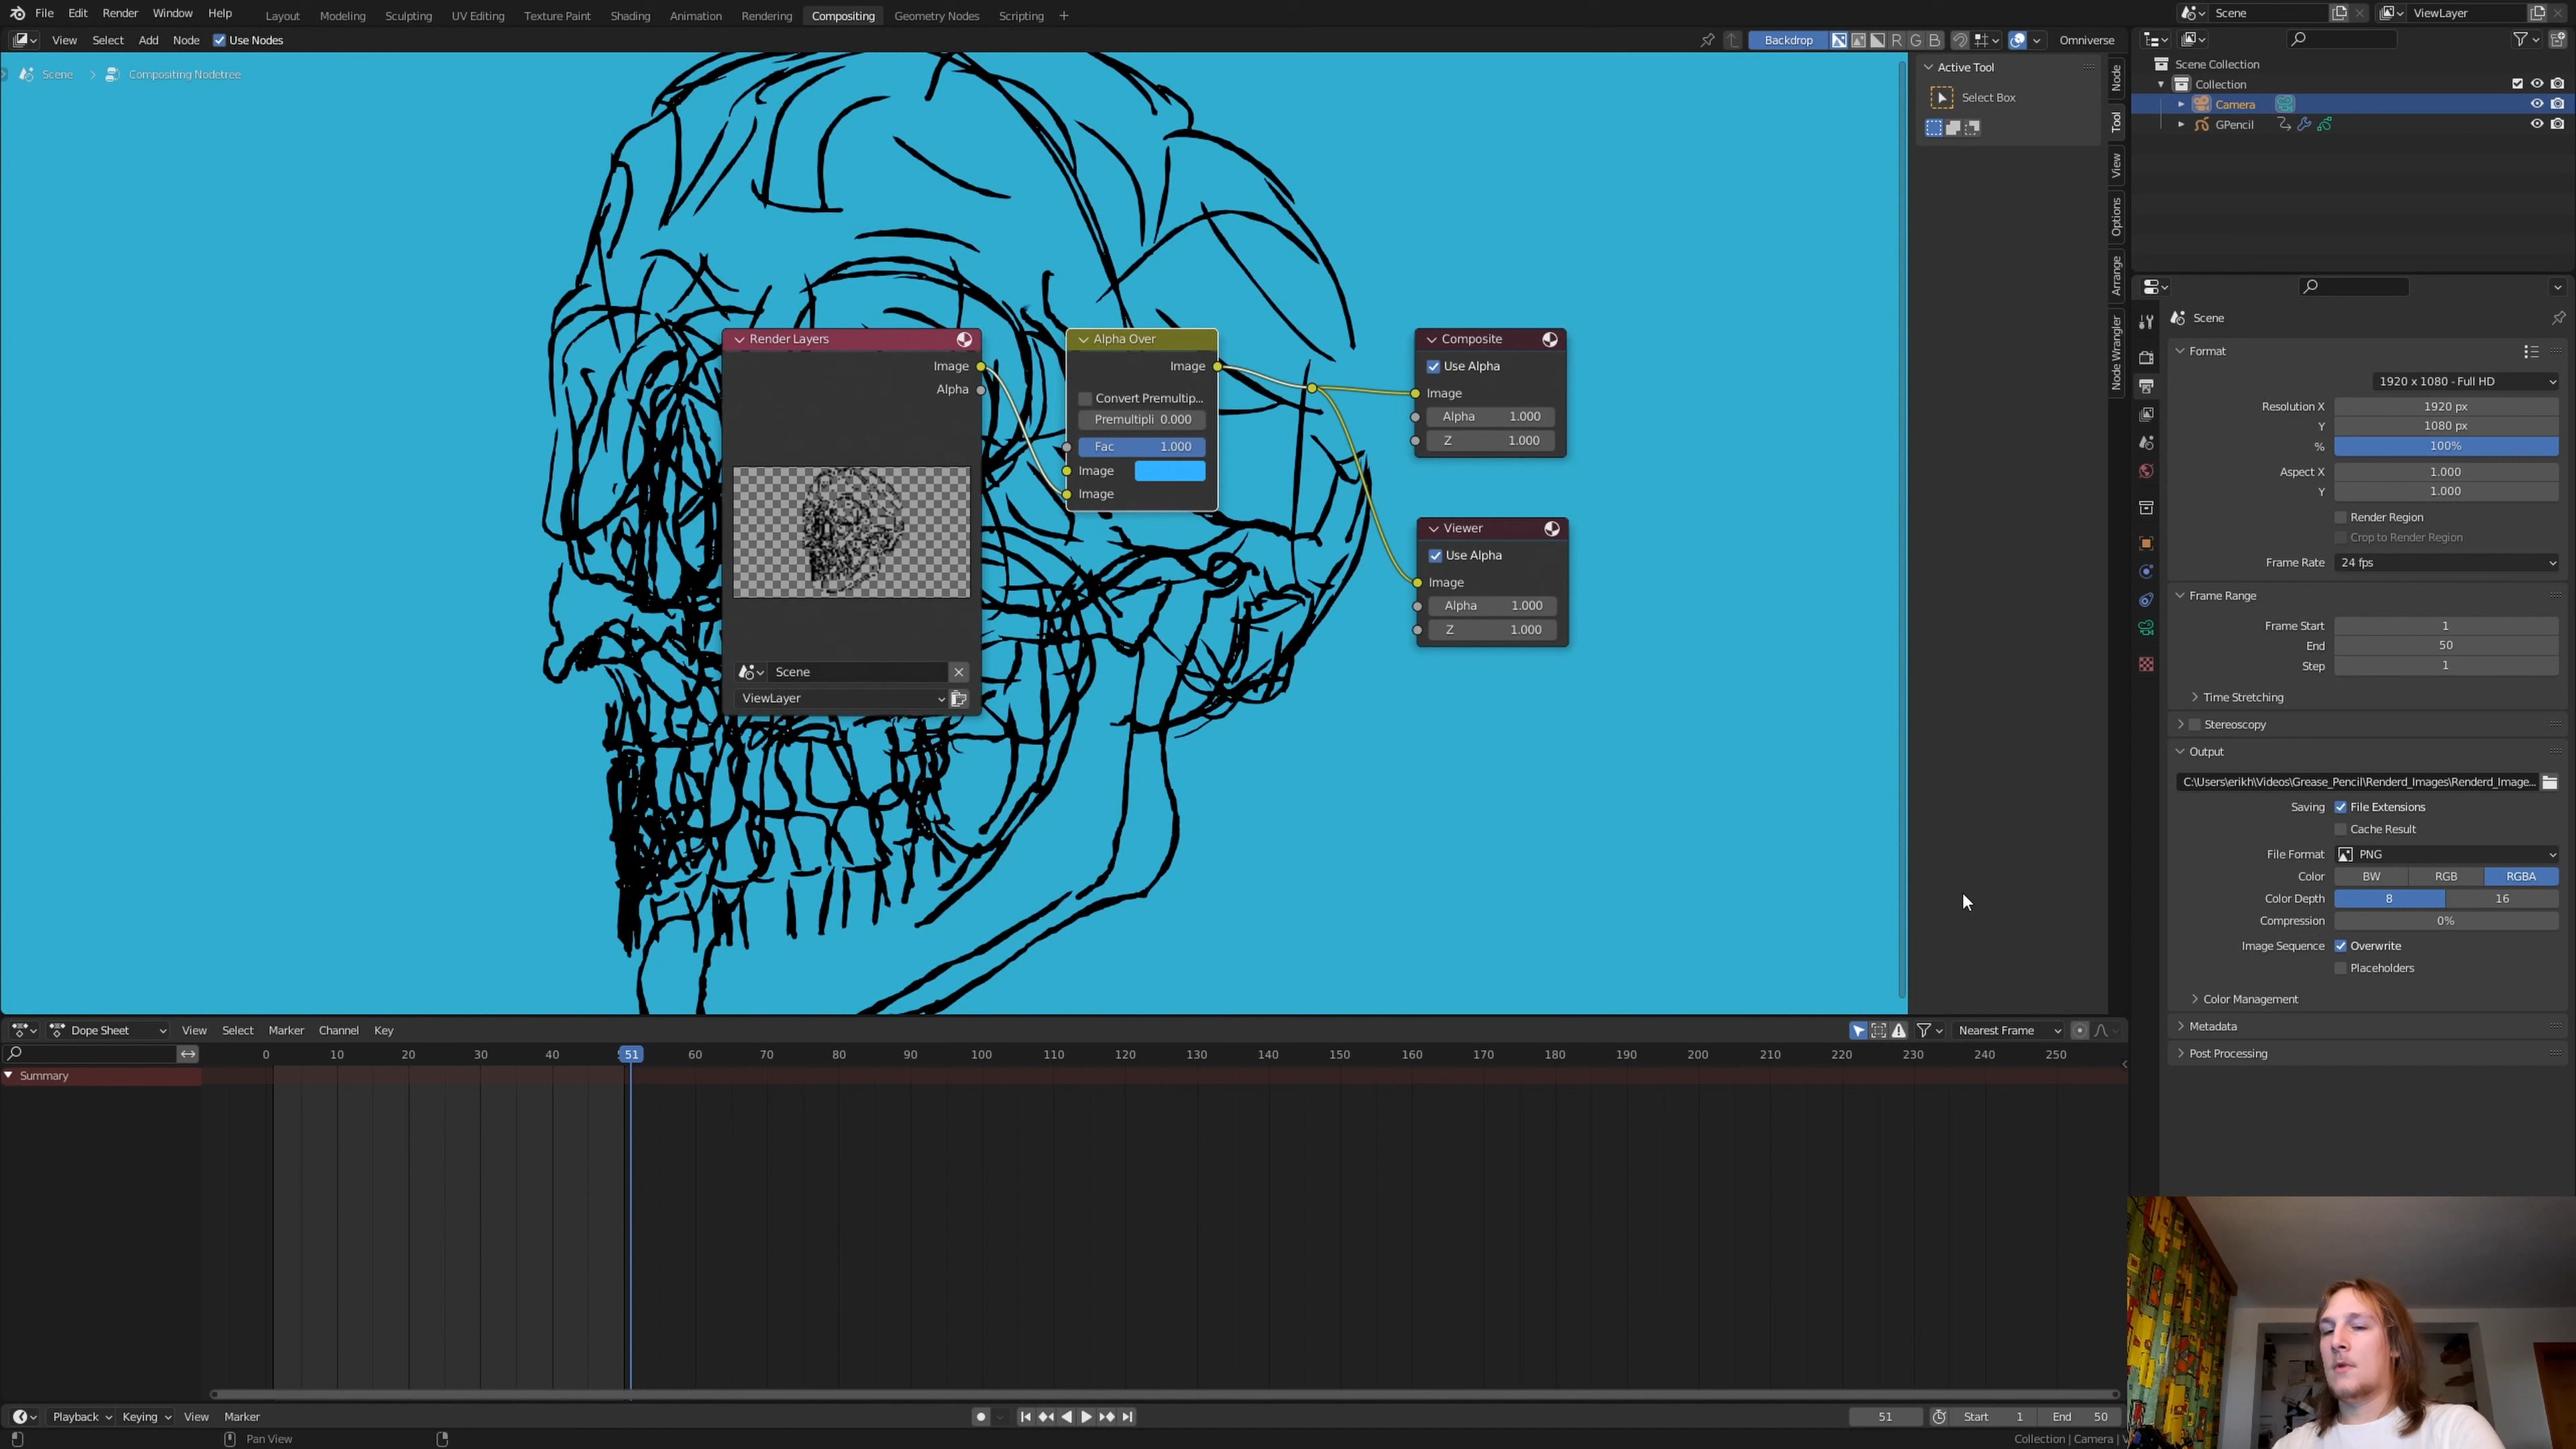 File Edit Render Window Help Layout Modeling Sculpting UV Editing Texture Paint Shading Animation Rendering Compositing Geometry Nodes Scripting + Scene ViewLayer
View Select Add Node Use Nodes Backdrop R G B Omniverse
Scene > Compositing Nodetree
Active Tool
Select Box
Node
Tool
View
Options
Arrange
Node Wrangler
Render Layers
Image
Alpha
Scene
ViewLayer
Alpha Over
Image
Convert Premultip...
Premultipli 0.000
Fac 1.000
Image
Image
Composite
Use Alpha
Image
Alpha 1.000
Z 1.000
Viewer
Use Alpha
Image
Alpha 1.000
Z 1.000
Scene Collection
Collection
Camera
GPencil
Scene
Format
1920 x 1080 - Full HD
Resolution X 1920 px
Y 1080 px
% 100%
Aspect X 1.000
Y 1.000
Render Region
Crop to Render Region
Frame Rate 24 fps
Frame Range
Frame Start 1
End 50
Step 1
Time Stretching
Stereoscopy
Output
C:\Users\erikh\Videos\Grease_Pencil\Renderd_Images\Renderd_Image...
Saving File Extensions
Cache Result
File Format PNG
Color BW RGB RGBA
Color Depth 8 16
Compression 0%
Image Sequence Overwrite
Placeholders
Color Management
Metadata
Post Processing
Dope Sheet View Select Marker Channel Key Nearest Frame
0 10 20 30 40 51 60 70 80 90 100 110 120 130 140 150 160 170 180 190 200 210 220 230 240 250
Summary
Playback Keying View Marker 51 Start 1 End 50
Pan View Collection | Camera |